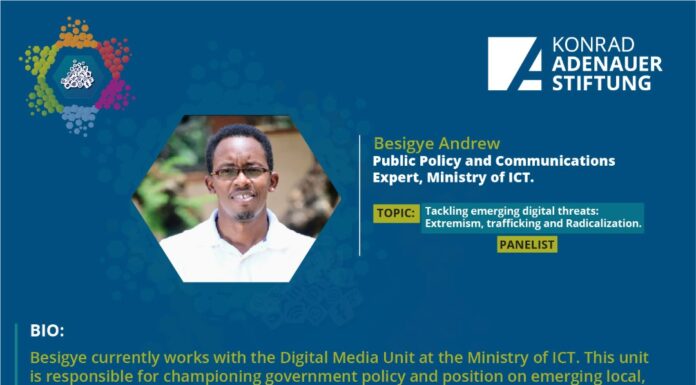 KONRAD
ADENAUER
STIFTUNG
Besigye Andrew
Public Policy and Communications
Expert, Ministry of ICT.
TOPIC:
Tackling emerging digital threats:
Extremism, trafficking and Radicalization.
PANELIST
BIO:
Besigye currently works with the Digital Media Unit at the Ministry of ICT. This unit
is responsible for championing government policy and position on emerging local,